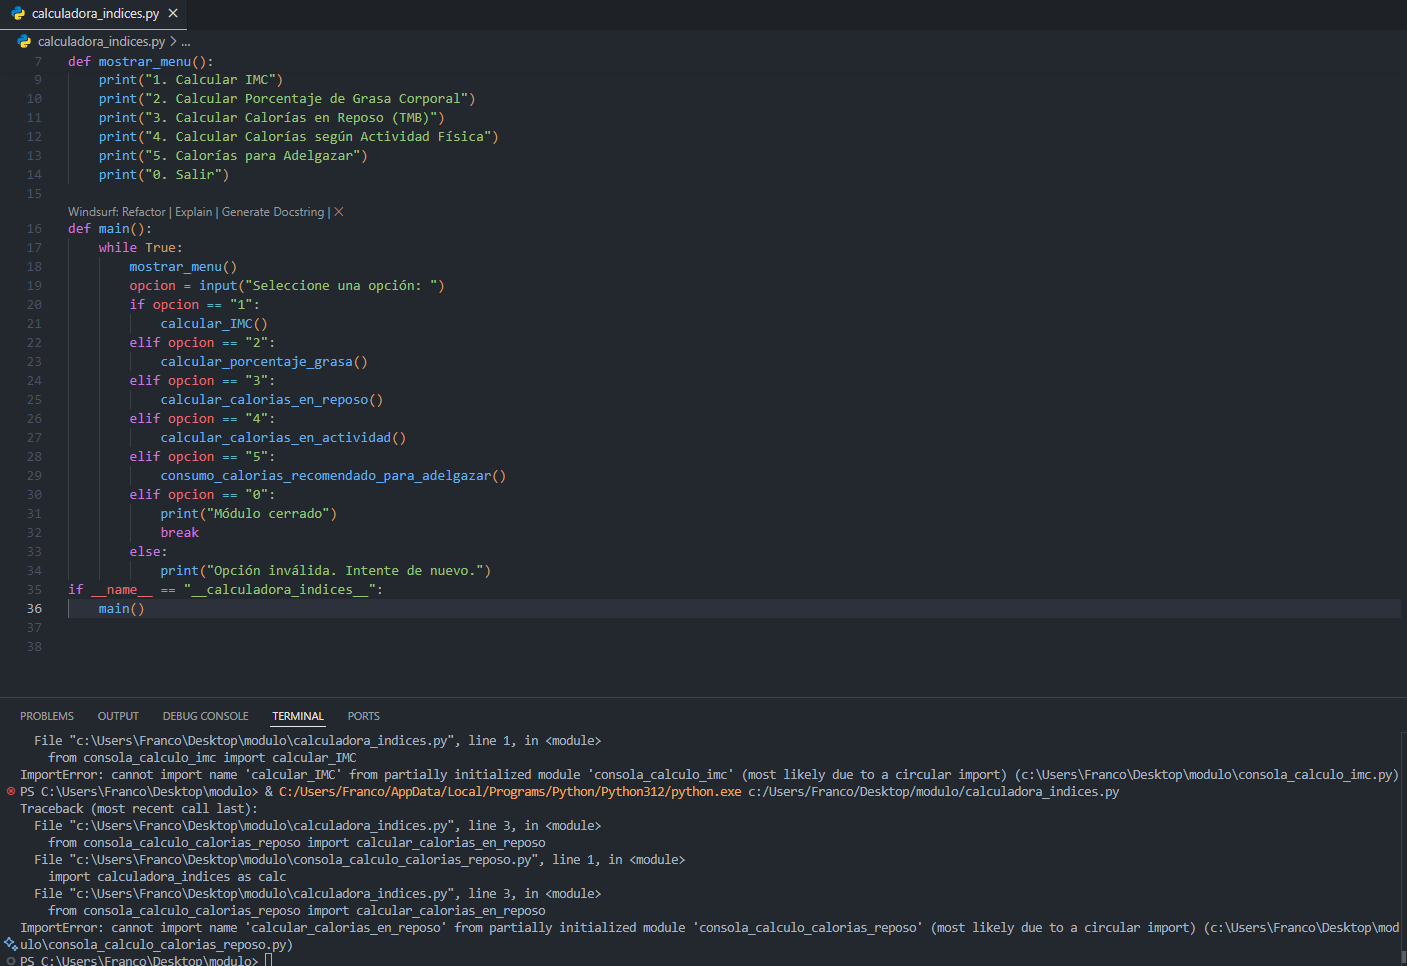 calculadora_indices.py ×
calculadora_indices.py > ...
7 def mostrar_menu():
9 print("1. Calcular IMC")
10 print("2. Calcular Porcentaje de Grasa Corporal")
11 print("3. Calcular Calorías en Reposo (TMB)")
12 print("4. Calcular Calorías según Actividad Física")
13 print("5. Calorías para Adelgazar")
14 print("0. Salir")
15
Windsurf: Refactor | Explain | Generate Docstring | ×
16 def main():
17 while True:
18 mostrar_menu()
19 opcion = input("Seleccione una opción: ")
20 if opcion == "1":
21 calcular_IMC()
22 elif opcion == "2":
23 calcular_porcentaje_grasa()
24 elif opcion == "3":
25 calcular_calorias_en_reposo()
26 elif opcion == "4":
27 calcular_calorias_en_actividad()
28 elif opcion == "5":
29 consumo_calorias_recomendado_para_adelgazar()
30 elif opcion == "0":
31 print("Módulo cerrado")
32 break
33 else:
34 print("Opción inválida. Intente de nuevo.")
35 if __name__ == "__calculadora_indices__":
36 main()
37
38
PROBLEMS OUTPUT DEBUG CONSOLE TERMINAL PORTS
File "c:\Users\Franco\Desktop\modulo\calculadora_indices.py", line 1, in <module>
from consola_calculo_imc import calcular_IMC
ImportError: cannot import name 'calcular_IMC' from partially initialized module 'consola_calculo_imc' (most likely due to a circular import) (c:\Users\Franco\Desktop\modulo\consola_calculo_imc.py)
PS C:\Users\Franco\Desktop\modulo> & C:/Users/Franco/AppData/Local/Programs/Python/Python312/python.exe c:/Users/Franco/Desktop/modulo/calculadora_indices.py
Traceback (most recent call last):
File "c:\Users\Franco\Desktop\modulo\calculadora_indices.py", line 3, in <module>
from consola_calculo_calorias_reposo import calcular_calorias_en_reposo
File "c:\Users\Franco\Desktop\modulo\consola_calculo_calorias_reposo.py", line 1, in <module>
import calculadora_indices as calc
File "c:\Users\Franco\Desktop\modulo\calculadora_indices.py", line 3, in <module>
from consola_calculo_calorias_reposo import calcular_calorias_en_reposo
ImportError: cannot import name 'calcular_calorias_en_reposo' from partially initialized module 'consola_calculo_calorias_reposo' (most likely due to a circular import) (c:\Users\Franco\Desktop\mod
ulo\consola_calculo_calorias_reposo.py)
PS C:\Users\Franco\Desktop\modulo>